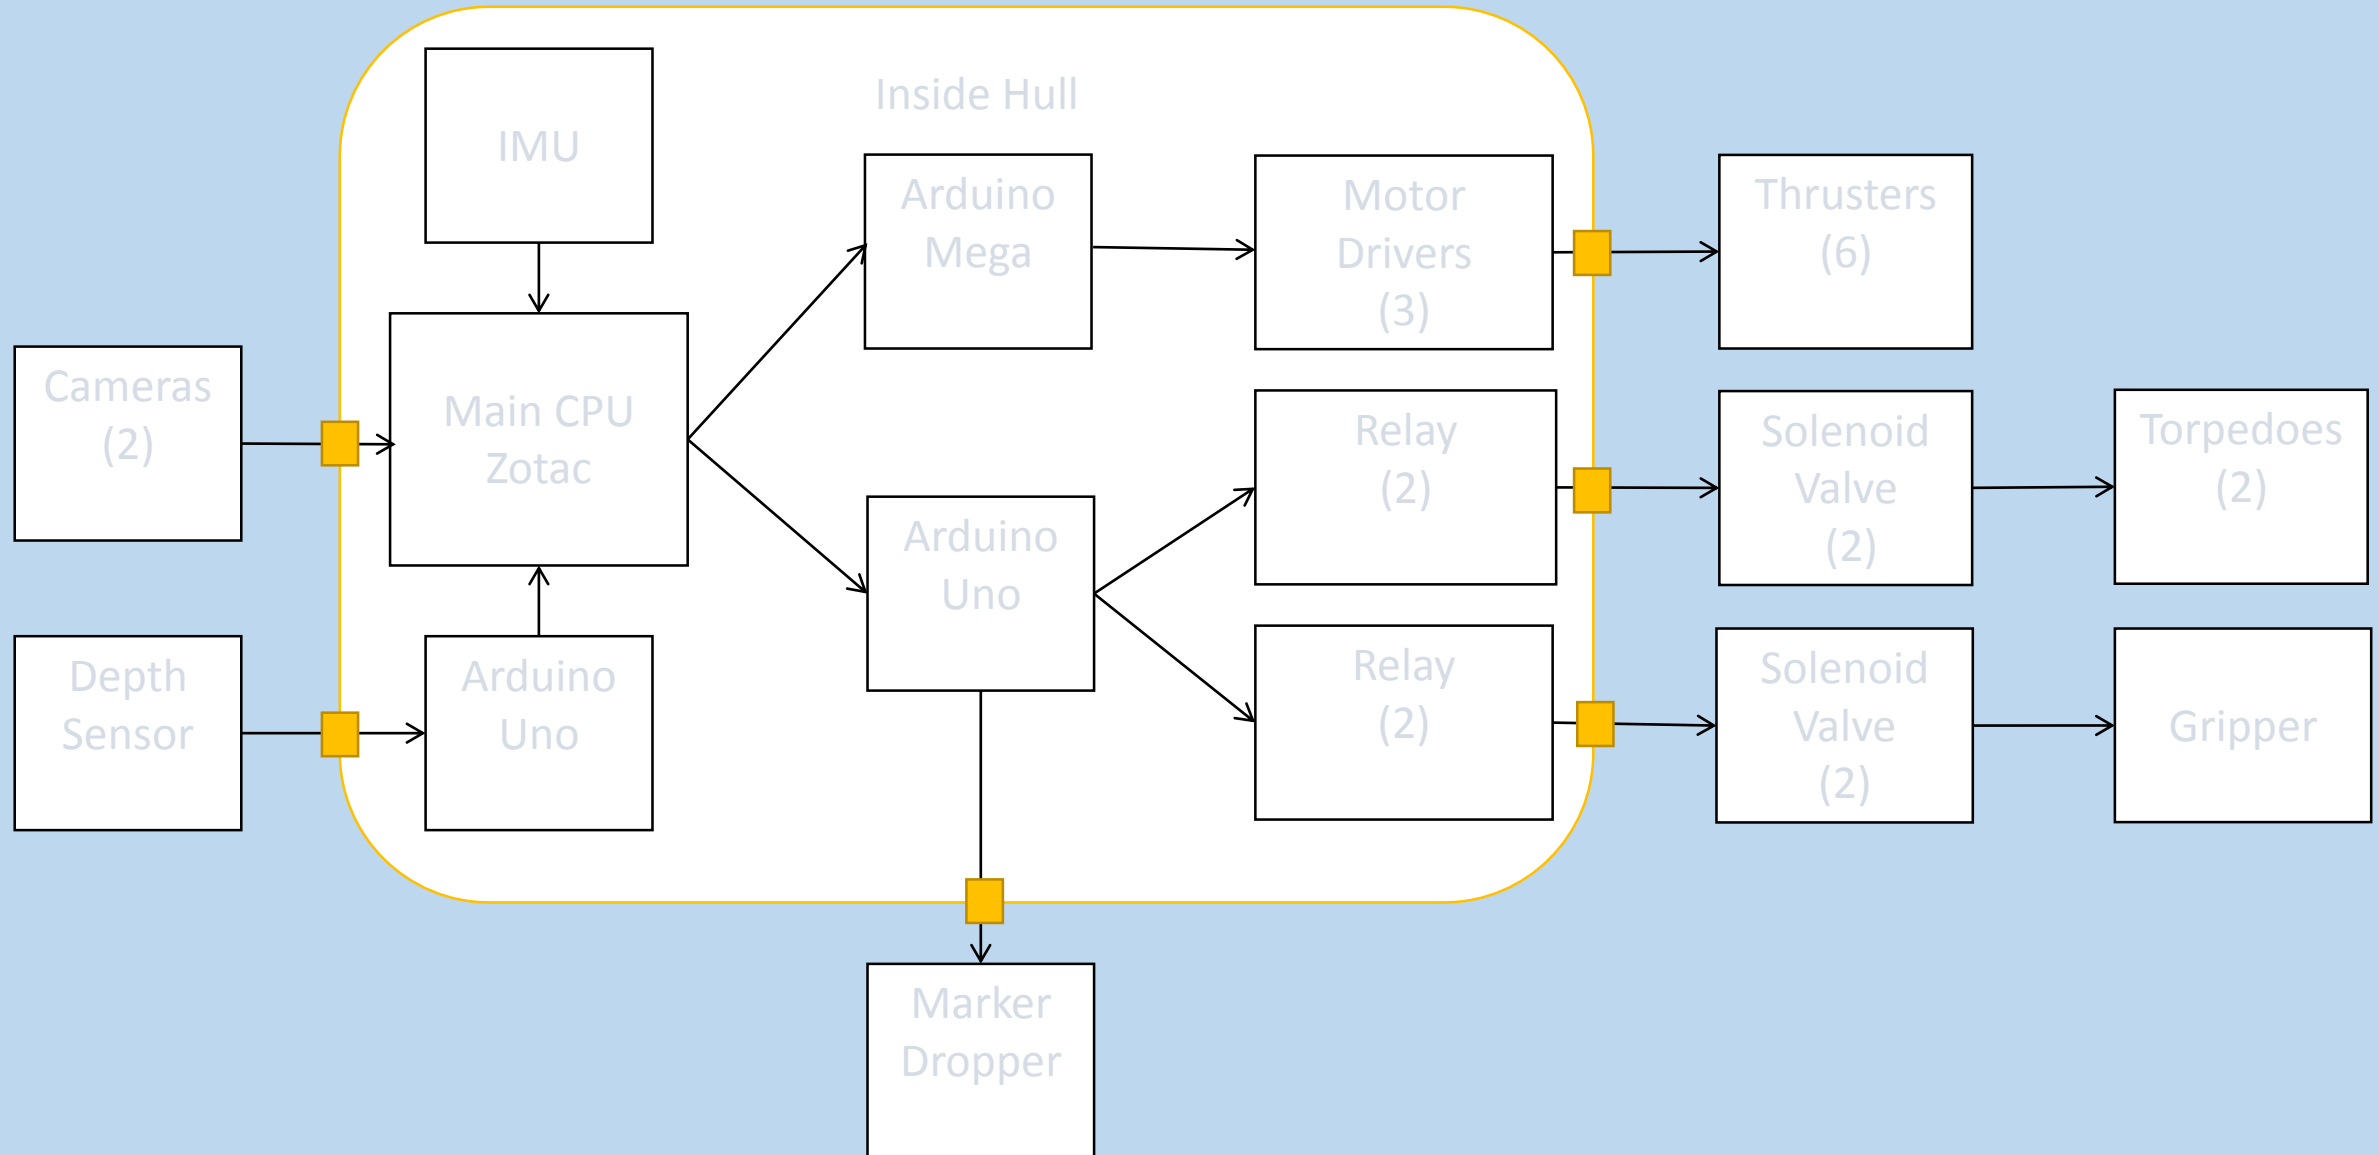 Inside Hull
IMU
Arduino
Mega
Motor
Drivers
(3)
Thrusters
(6)
Cameras
(2)
Main CPU
Zotac
Relay
(2)
Solenoid
Valve
(2)
Torpedoes
(2)
Arduino
Uno
Depth
Sensor
Arduino
Uno
Relay
(2)
Solenoid
Valve
(2)
Gripper
Marker
Dropper